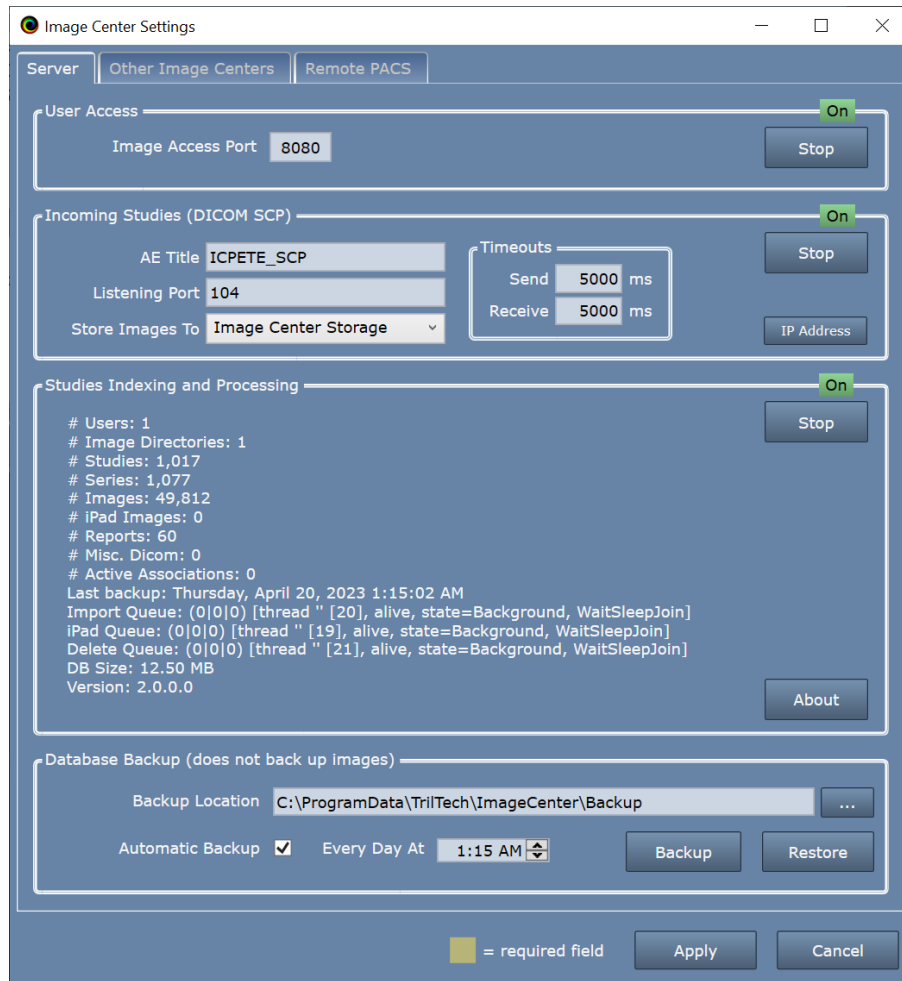 Image Center Settings
Server
Other Image Centers
Remote PACS
User Access
On
Image Access Port 8080
Stop
Incoming Studies (DICOM SCP)
On
AE Title ICPETE_SCP
Listening Port 104
Store Images To Image Center Storage
Timeouts
Send 5000 ms
Receive 5000 ms
Stop
IP Address
Studies Indexing and Processing
On
Stop
# Users: 1
# Image Directories: 1
# Studies: 1,017
# Series: 1,077
# Images: 49,812
# iPad Images: 0
# Reports: 60
# Misc. Dicom: 0
# Active Associations: 0
Last backup: Thursday, April 20, 2023 1:15:02 AM
Import Queue: (0|0|0) [thread '' [20], alive, state=Background, WaitSleepJoin]
iPad Queue: (0|0|0) [thread '' [19], alive, state=Background, WaitSleepJoin]
Delete Queue: (0|0|0) [thread '' [21], alive, state=Background, WaitSleepJoin]
DB Size: 12.50 MB
Version: 2.0.0.0
About
Database Backup (does not back up images)
Backup Location C:\ProgramData\TrilTech\ImageCenter\Backup ...
Automatic Backup Every Day At 1:15 AM Backup Restore
= required field Apply Cancel